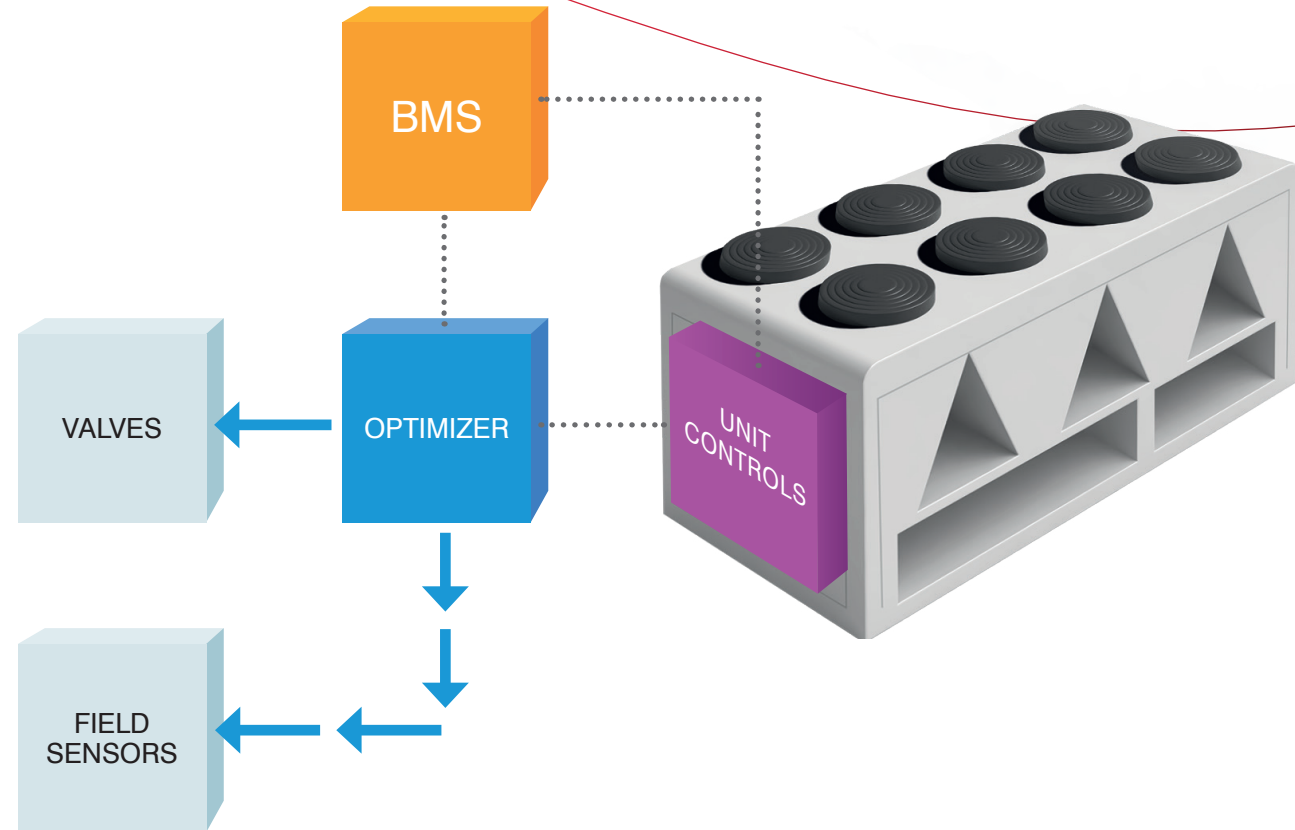 BMS
VALVES
OPTIMIZER
UNIT
CONTROLS
FIELD
SENSORS